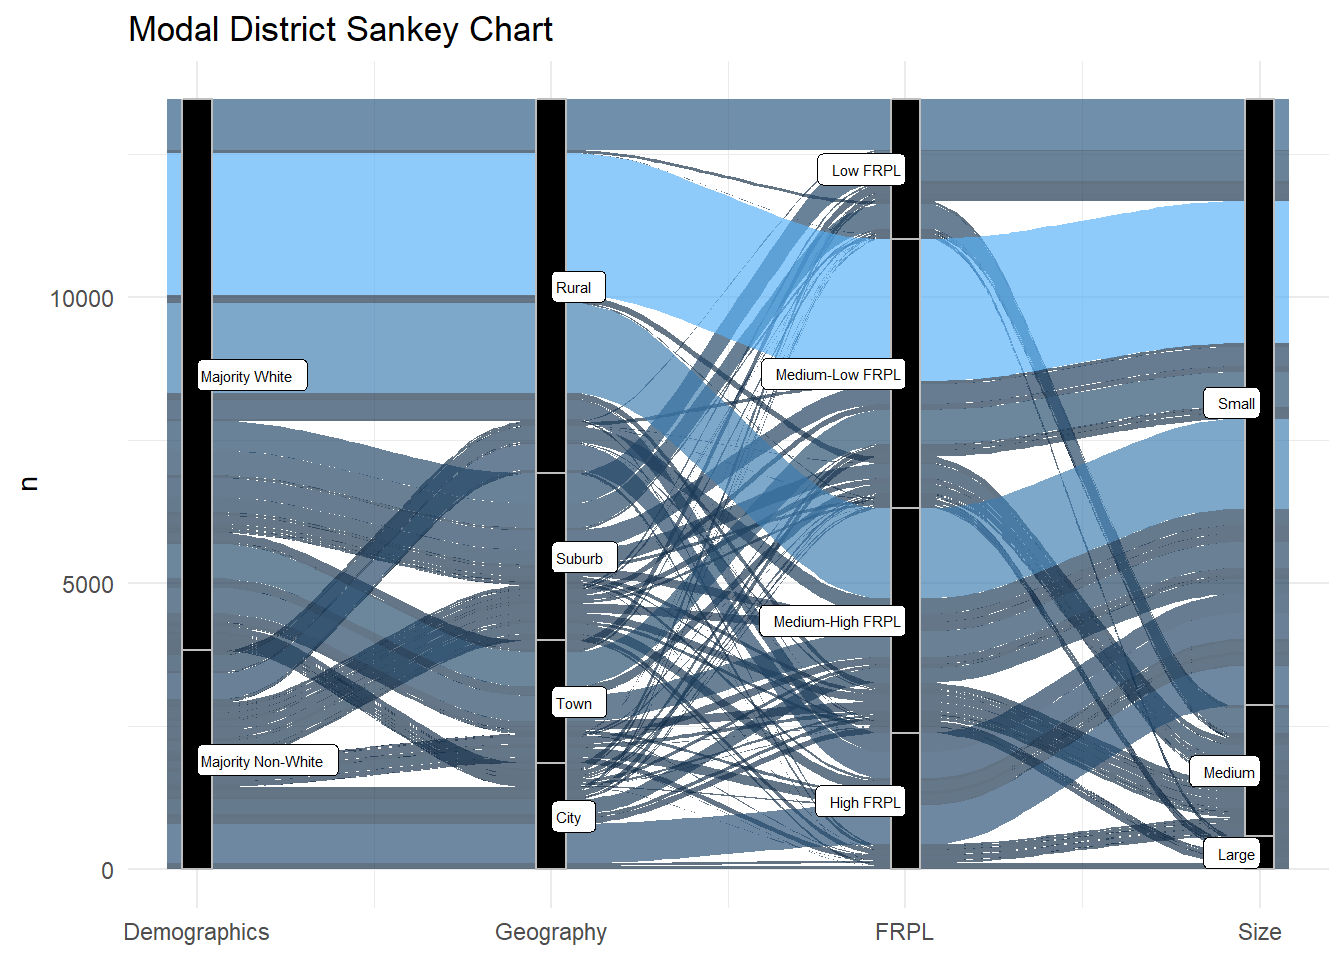 Modal District Sankey Chart
n
10000
5000
0
Majority White
Majority Non-White
Rural
Suburb
Town
City
Low FRPL
Medium-Low FRPL
Medium-High FRPL
High FRPL
Small
Medium
Large
Demographics
Geography
FRPL
Size